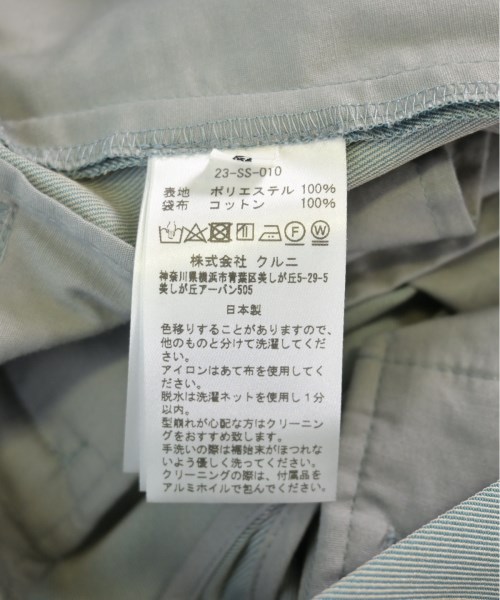 23-SS-010
表地 ポリエステル 100%
袋布 コットン 100%
株式会社 クルニ
神奈川県横浜市青葉区美しが丘5-29-5
美しが丘アーバン505
日本製
色移りすることがありますので、
他のものと分けて洗濯してくだ
さい。
アイロンはあて布を使用してく
ださい。
脱水は洗濯ネットを使用し1分
以内。
型崩れが心配な方はクリーニン
グをおすすめ致します。
手洗いの際は補始末がほつれな
いよう優しく洗ってください。
クリーニングの際は、付属品を
アルミホイルで包んでください。